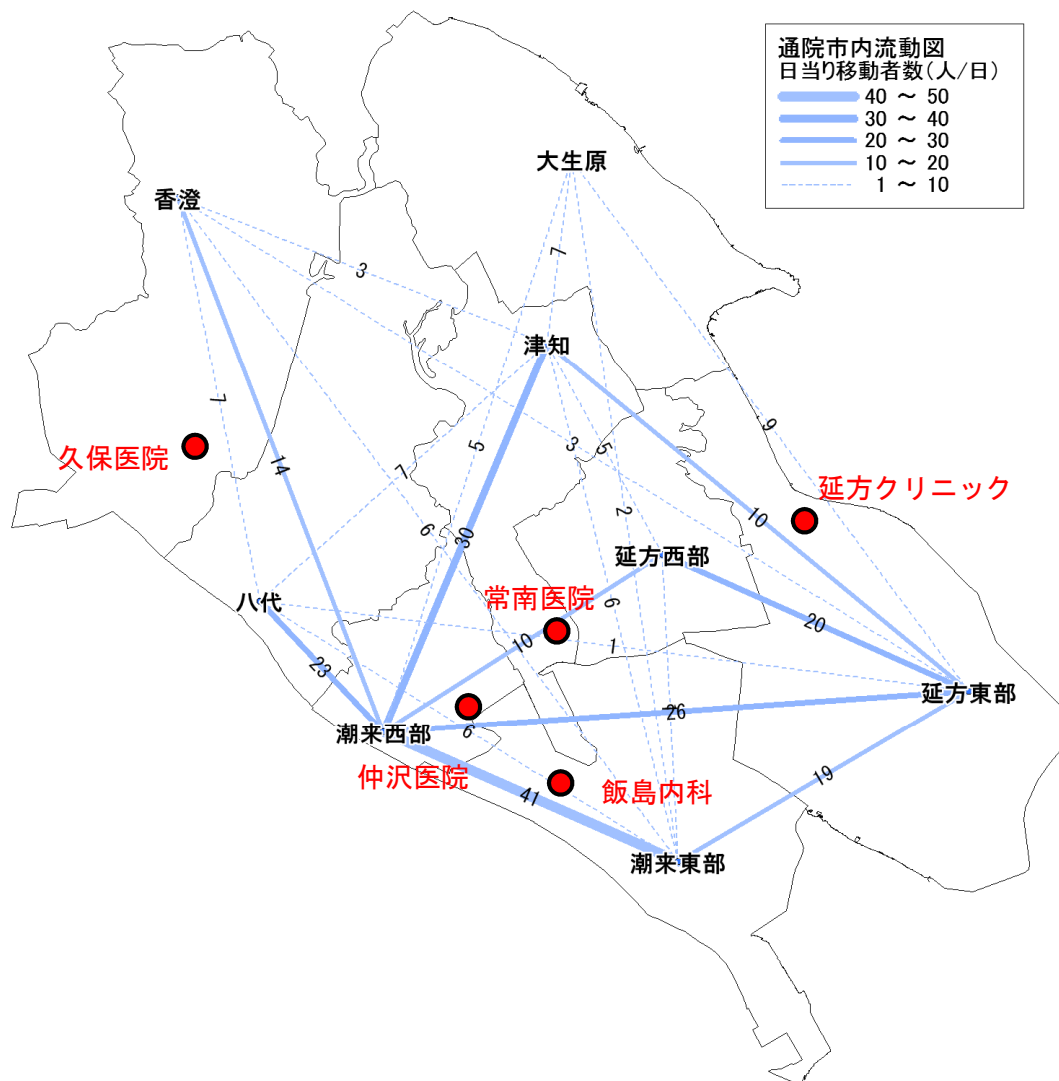 通院市内流動図
日当り移動者数(人/日)
40 ～ 50
30 ～ 40
20 ～ 30
10 ～ 20
1 ～ 10
大生原
香澄
3
7
津知
7
14
久保医院
5
7
3
5
9
延方クリニック
30
6
2
10
延方西部
八代
常南医院
6
10
1
20
23
延方東部
潮来西部
6
26
仲沢医院
飯島内科
41
19
潮来東部